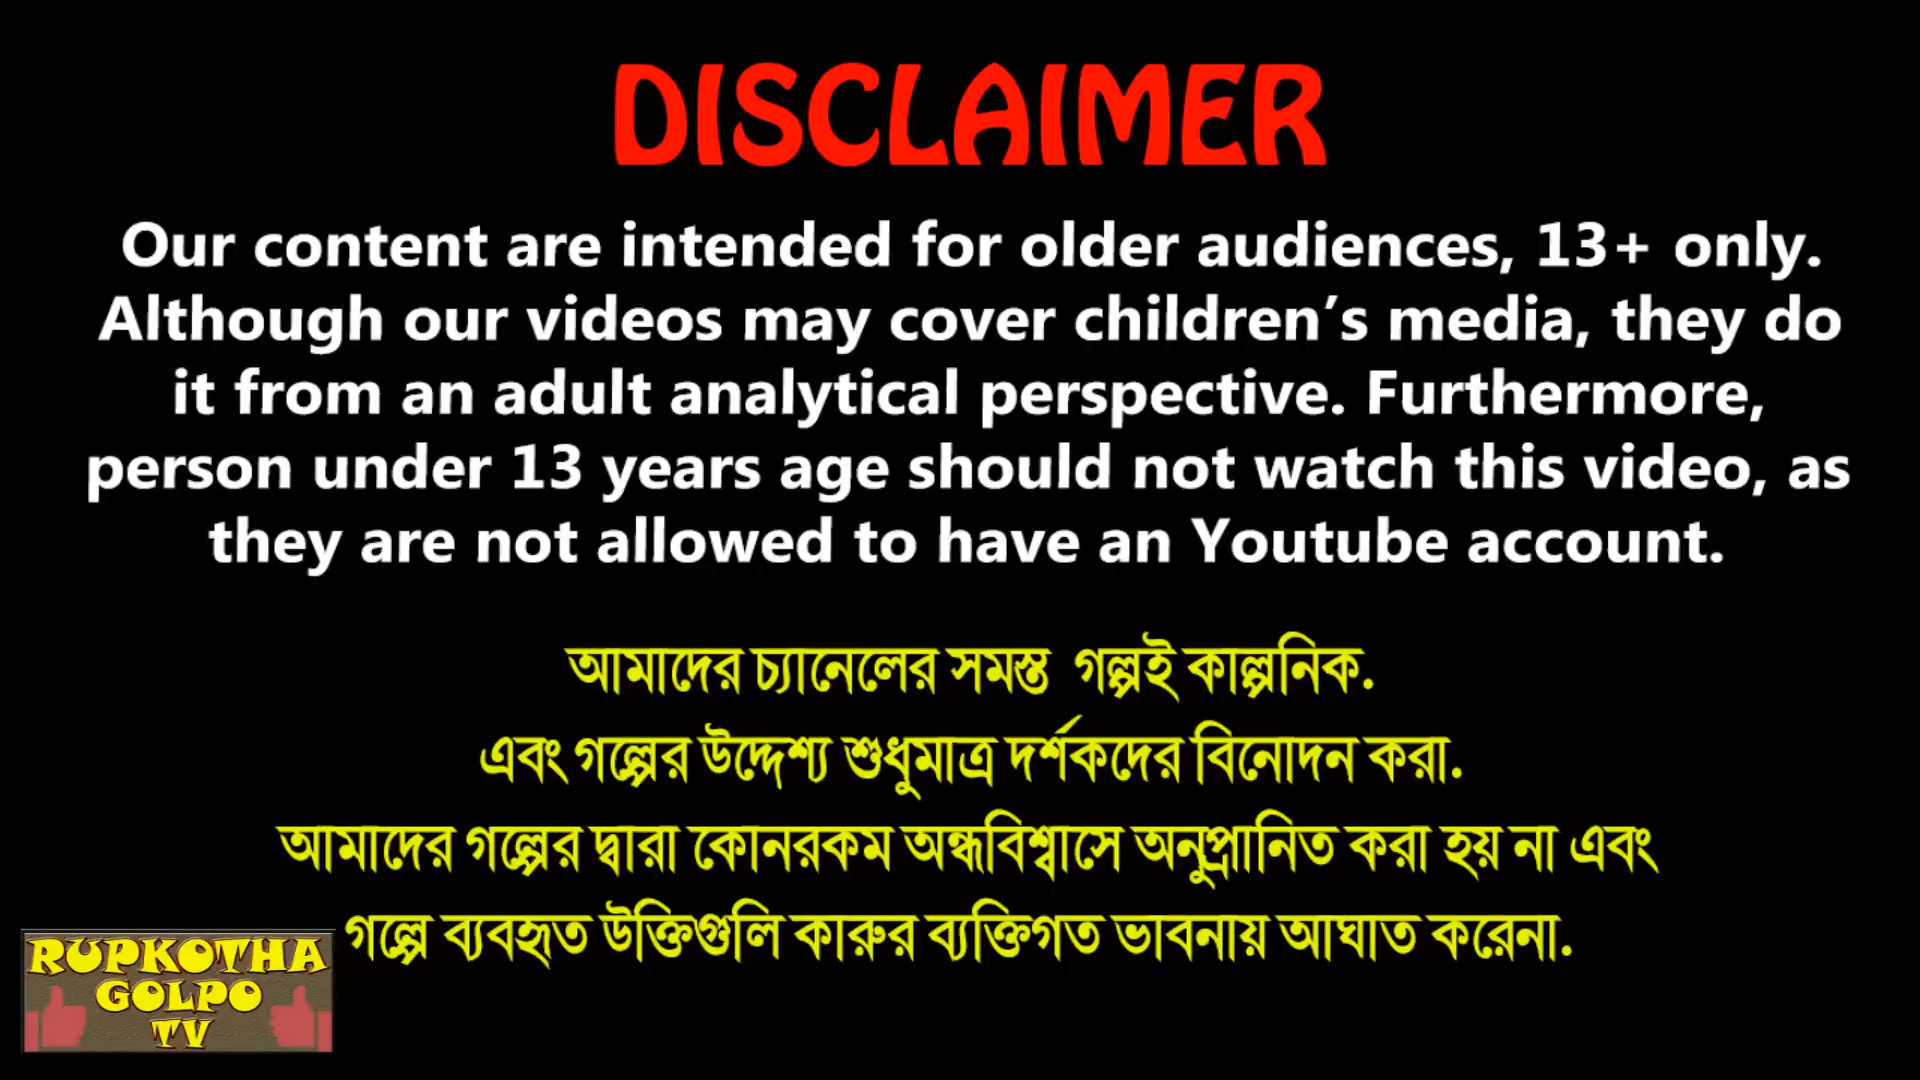 DISCLAIMER
Our content are intended for older audiences, 13+ only.
Although our videos may cover children’s media, they do
it from an adult analytical perspective. Furthermore,
person under 13 years age should not watch this video, as
they are not allowed to have an Youtube account.
আমাদের চ্যানেলের সমস্ত গল্পই কাল্পনিক.
এবং গল্পের উদ্দেশ্য শুধুমাত্র দর্শকদের বিনোদন করা.
আমাদের গল্পের দ্বারা কোনরকম অন্ধবিশ্বাসে অনুপ্রানিত করা হয় না এবং
গল্পে ব্যবহৃত উক্তিগুলি কারুর ব্যক্তিগত ভাবনায় আঘাত করেনা.
RUPKOTHA
GOLPO
TV